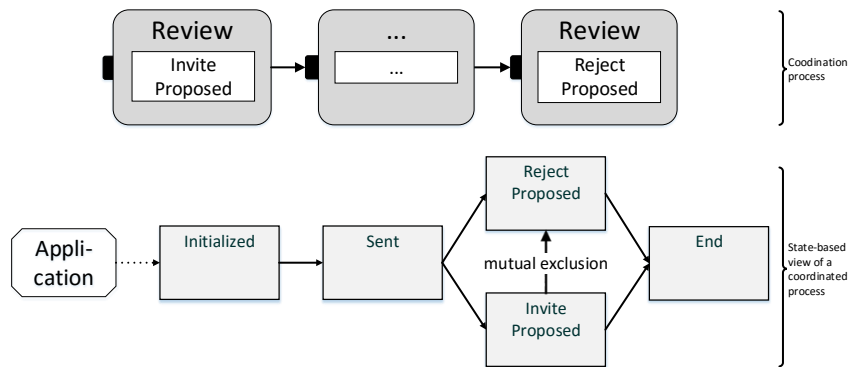 Review
Invite
Proposed
...
...
Review
Reject
Proposed
Coodination
process
Appli-
cation
Initialized
Sent
Reject
Proposed
mutual exclusion
Invite
Proposed
End
State-based
view of a
coordinated
process